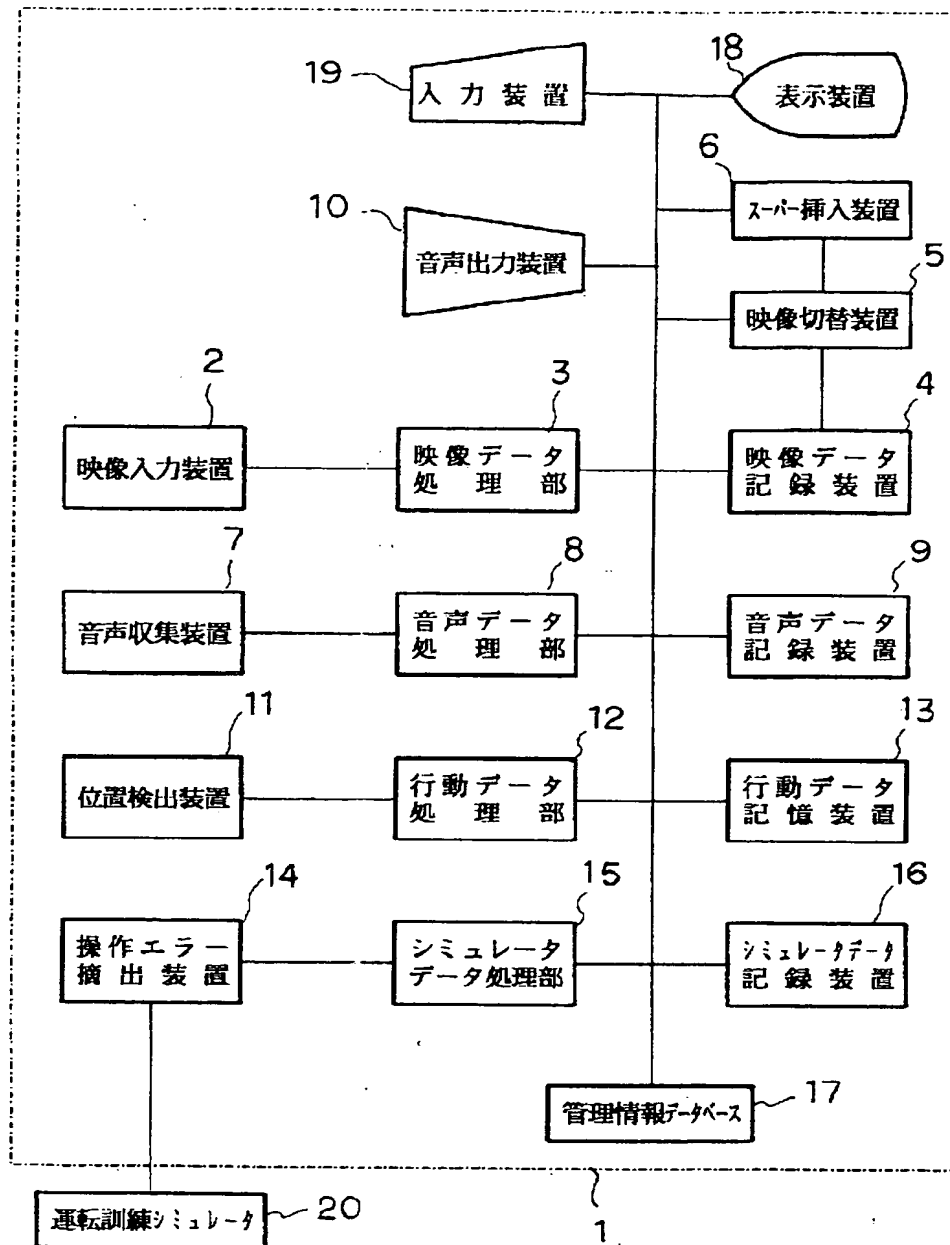 19
入力装置
18
表示装置
6
スーパー挿入装置
10
音声出力装置
5
映像切替装置
2
映像入力装置
3
映像データ
処理部
4
映像データ
記録装置
7
音声収集装置
8
音声データ
処理部
9
音声データ
記録装置
11
位置検出装置
12
行動データ
処理部
13
行動データ
記憶装置
14
操作エラー
摘出装置
15
シミュレータ
データ処理部
16
シミュレータデータ
記録装置
管理情報データベース
17
運転訓練シミュレータ
20
1